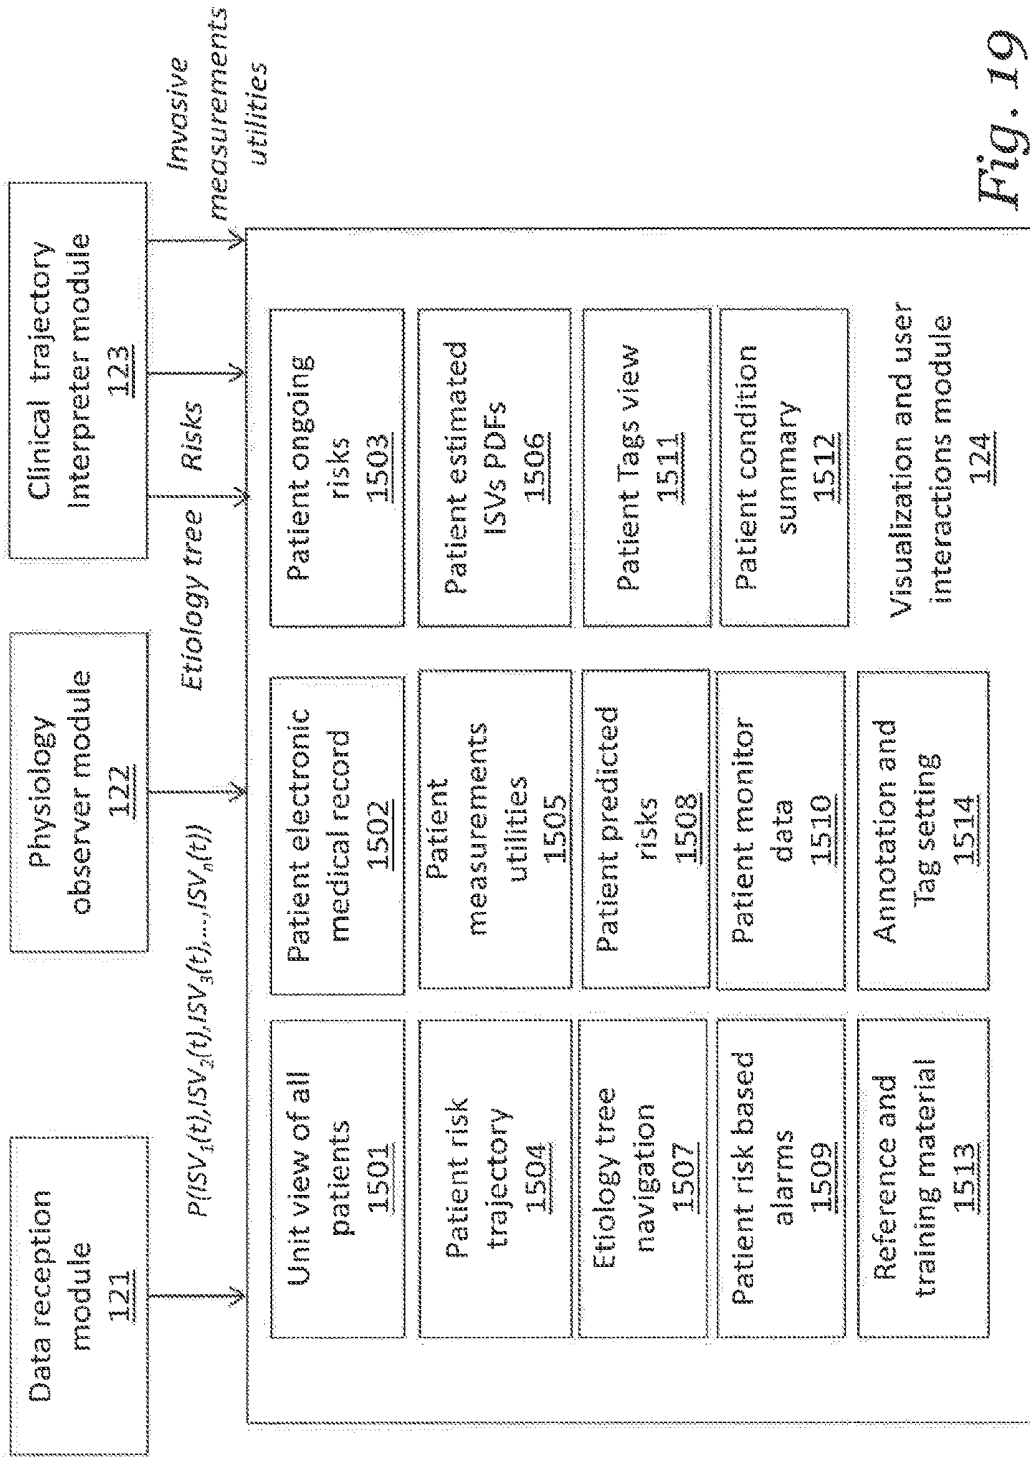 Data reception
module
121
Physiology
observer module
122
Clinical trajectory
Interpreter module
123
P(ISV1(t),ISV2(t),ISV3(t),...,ISVn(t))
Etiology tree
Risks
Invasive
measurements
utilities
Unit view of all
patients
1501
Patient electronic
medical record
1502
Patient ongoing
risks
1503
Patient risk
trajectory
1504
Patient
measurements
utilities
1505
Patient estimated
ISVs PDFs
1506
Etiology tree
navigation
1507
Patient predicted
risks
1508
Patient Tags view
1511
Patient risk based
alarms
1509
Patient monitor
data
1510
Patient condition
summary
1512
Reference and
training material
1513
Annotation and
Tag setting
1514
Visualization and user
interactions module
124
Fig. 19